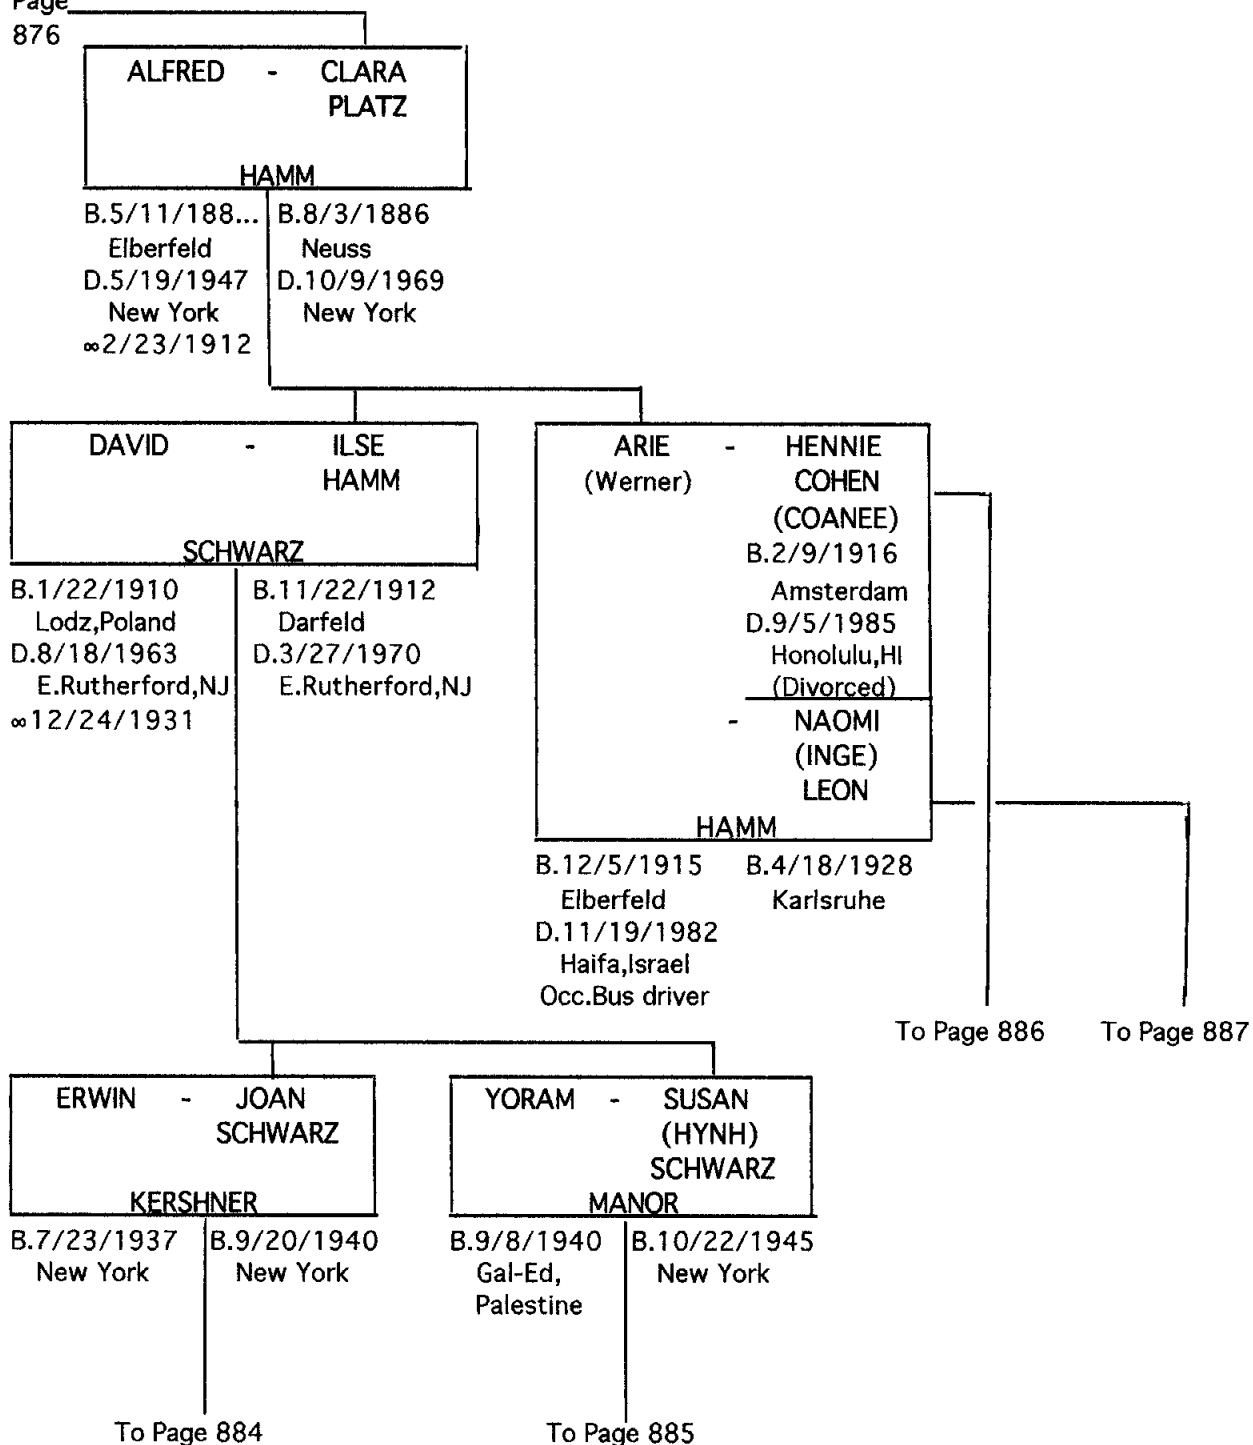 Page
876
ALFRED - CLARA
PLATZ
HAMM
B.5/11/188... B.8/3/1886
Elberfeld Neuss
D.5/19/1947 D.10/9/1969
New York New York
∞2/23/1912
DAVID - ILSE
HAMM
SCHWARZ
B.1/22/1910 B.11/22/1912
Lodz,Poland Darfeld
D.8/18/1963 D.3/27/1970
E.Rutherford,NJ E.Rutherford,NJ
∞12/24/1931
ARIE - HENNIE
(Werner) COHEN
(COANEE)
B.2/9/1916
Amsterdam
D.9/5/1985
Honolulu,HI
(Divorced)
- NAOMI
(INGE)
LEON
HAMM
B.12/5/1915 B.4/18/1928
Elberfeld Karlsruhe
D.11/19/1982
Haifa,Israel
Occ.Bus driver
To Page 886 To Page 887
ERWIN - JOAN
SCHWARZ
KERSHNER
B.7/23/1937 B.9/20/1940
New York New York
YORAM - SUSAN
(HYNH)
SCHWARZ
MANOR
B.9/8/1940 B.10/22/1945
Gal-Ed, New York
Palestine
To Page 884 To Page 885